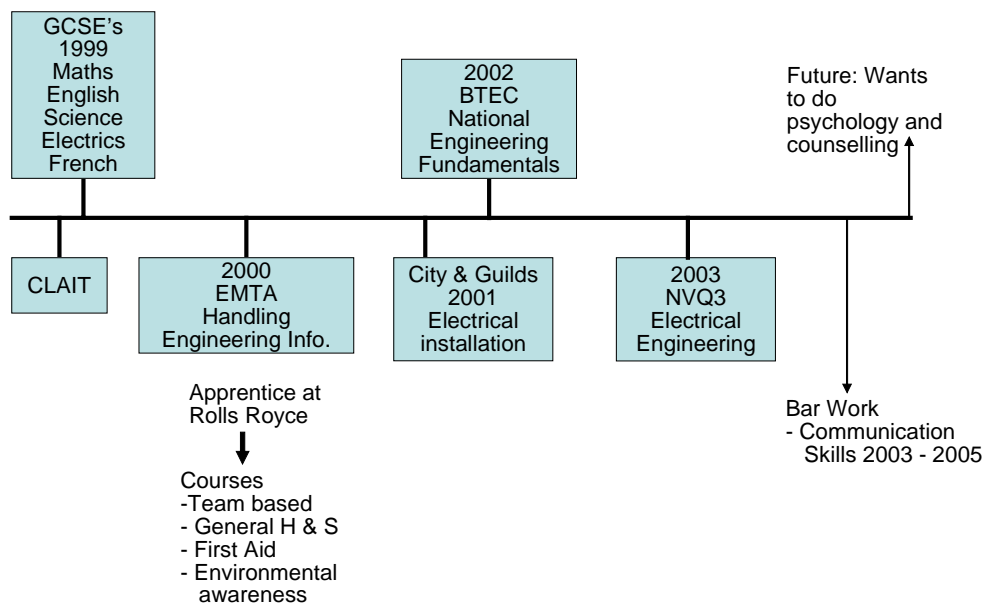 GCSE's
1999
Maths
English
Science
Electrics
French
2002
BTEC
National
Engineering
Fundamentals
Future: Wants
to do
psychology and
counselling
CLAIT
2000
EMTA
Handling
Engineering Info.
City & Guilds
2001
Electrical
installation
2003
NVQ3
Electrical
Engineering
Apprentice at
Rolls Royce
Courses
-Team based
- General H & S
- First Aid
- Environmental
awareness
Bar Work
- Communication
Skills 2003 - 2005